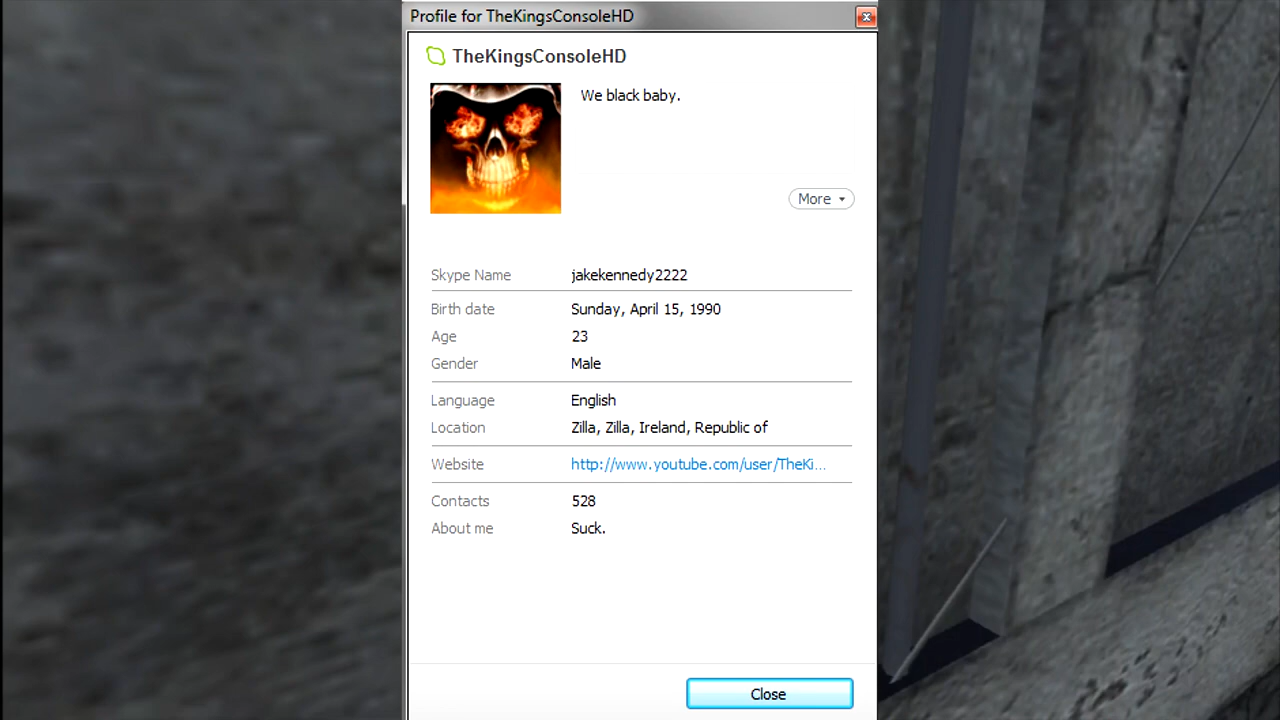 Profile for TheKingsConsoleHD
TheKingsConsoleHD
We black baby.
More
Skype Name jakekennedy2222
Birth date Sunday, April 15, 1990
Age 23
Gender Male
Language English
Location Zilla, Zilla, Ireland, Republic of
Website http://www.youtube.com/user/TheKi...
Contacts 528
About me Suck.
Close